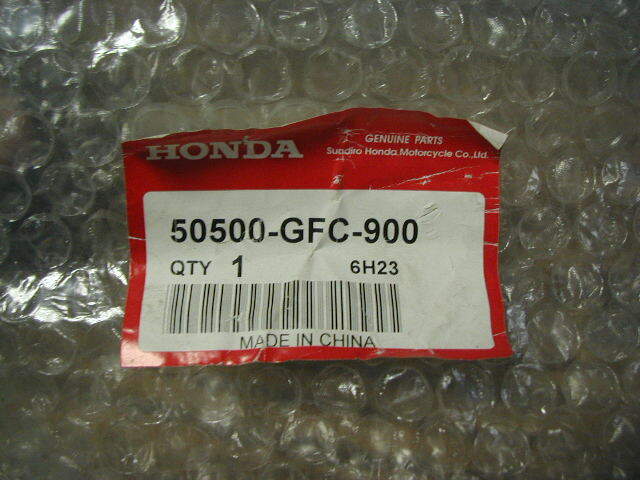 GENUINE PARTS
HONDA
Sundiro Honda Motorcycle Co.,Ltd.
50500-GFC-900
QTY 1 6H23
MADE IN CHINA